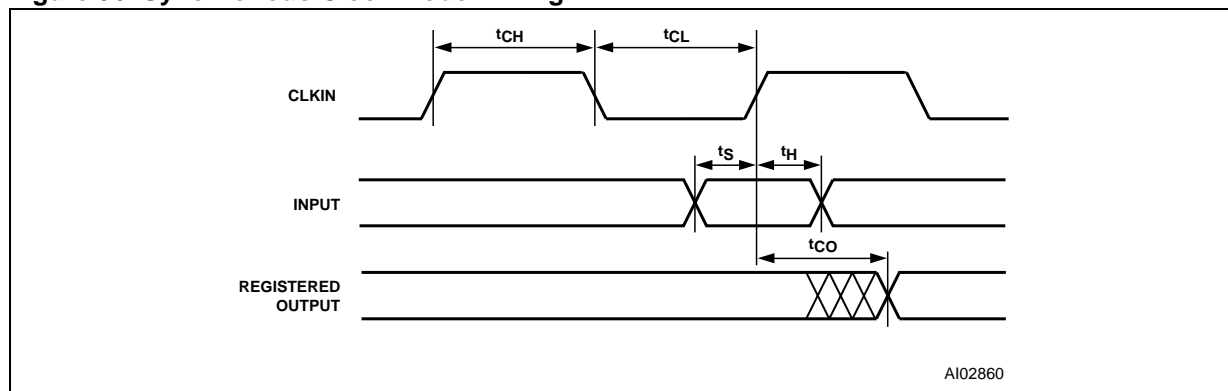 tCH
tCL
CLKIN
tS
tH
INPUT
tCO
REGISTERED
OUTPUT
AI02860